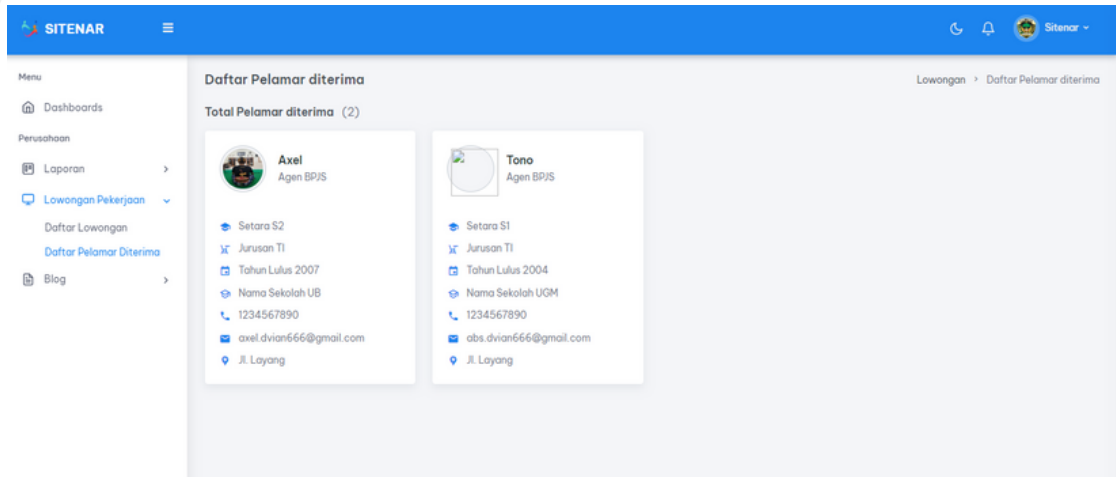 SITENAR
Sitenar
Menu
Dashboards
Perusahaan
Laporan
Lowongan Pekerjaan
Daftar Lowongan
Daftar Pelamar Diterima
Blog
Daftar Pelamar diterima
Lowongan > Daftar Pelamar diterima
Total Pelamar diterima (2)
Axel
Agen BPJS
Setara S2
Jurusan TI
Tahun Lulus 2007
Nama Sekolah UB
1234567890
axel.dvian666@gmail.com
Jl. Layang
Tono
Agen BPJS
Setara S1
Jurusan TI
Tahun Lulus 2004
Nama Sekolah UGM
1234567890
abs.dvian666@gmail.com
Jl. Layang